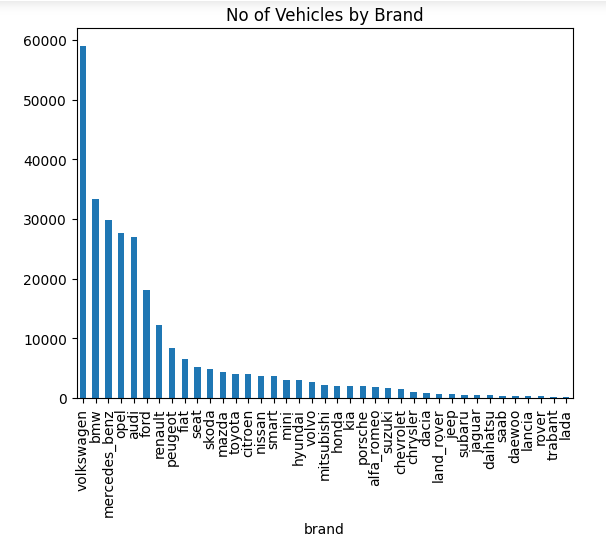 No of Vehicles by Brand
60000
50000
40000
30000
20000
10000
0
volkswagen
bmw
mercedes_benz
opel
audi
ford
renault
peugeot
fiat
seat
skoda
mazda
toyota
citroen
nissan
smart
mini
hyundai
volvo
mitsubishi
honda
kia
porsche
alfa_romeo
suzuki
chevrolet
chrysler
dacia
land_rover
jeep
subaru
jaguar
daihatsu
saab
daewoo
lancia
rover
trabant
lada
brand